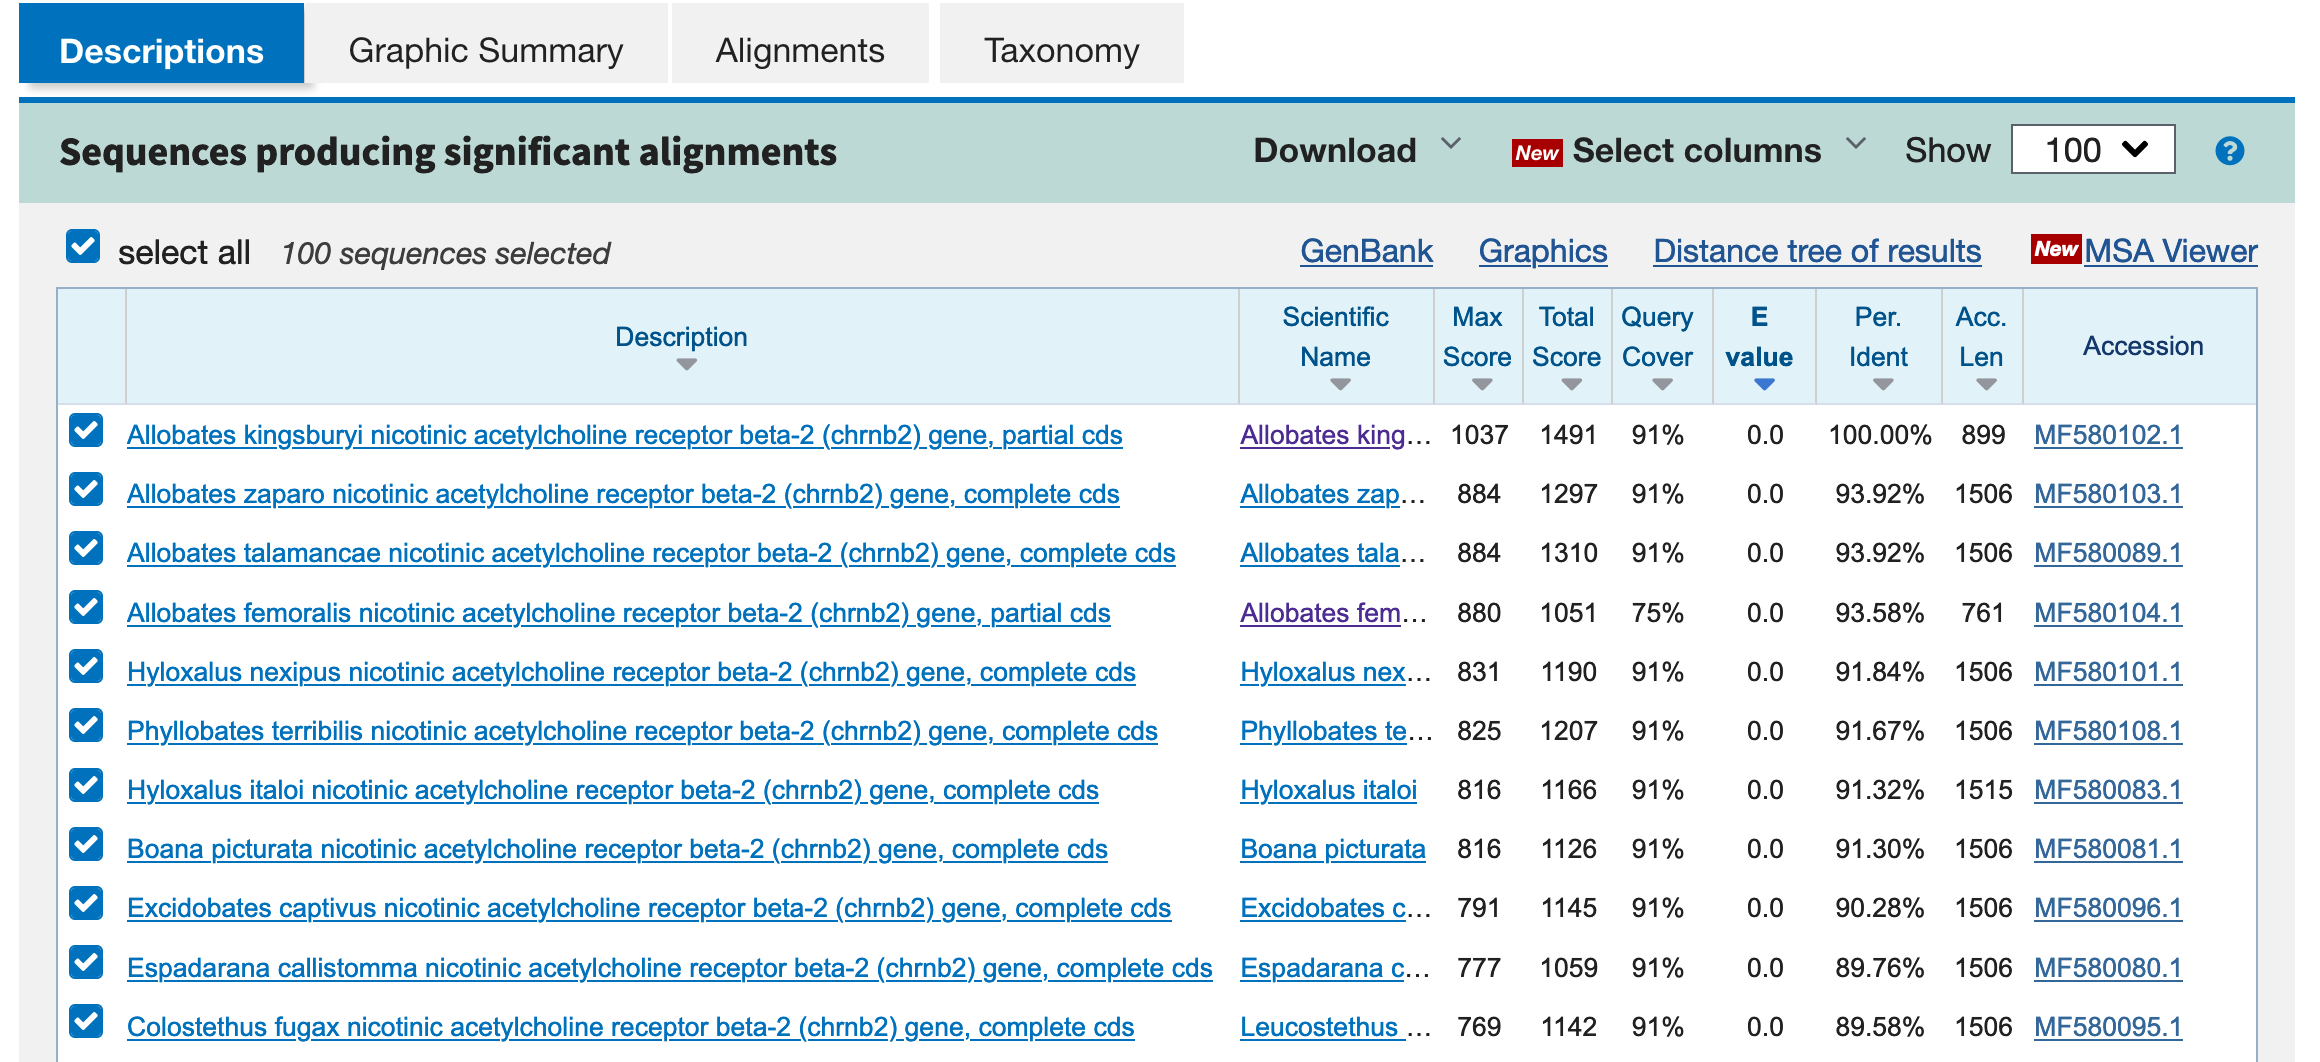 Descriptions Graphic Summary Alignments Taxonomy
Sequences producing significant alignments Download New Select columns Show 100 ?
select all 100 sequences selected GenBank Graphics Distance tree of results New MSA Viewer
Description Scientific Name Max Score Total Score Query Cover E value Per. Ident Acc. Len Accession
Allobates kingsburyi nicotinic acetylcholine receptor beta-2 (chrnb2) gene, partial cds Allobates king... 1037 1491 91% 0.0 100.00% 899 MF580102.1
Allobates zaparo nicotinic acetylcholine receptor beta-2 (chrnb2) gene, complete cds Allobates zap... 884 1297 91% 0.0 93.92% 1506 MF580103.1
Allobates talamancae nicotinic acetylcholine receptor beta-2 (chrnb2) gene, complete cds Allobates tala... 884 1310 91% 0.0 93.92% 1506 MF580089.1
Allobates femoralis nicotinic acetylcholine receptor beta-2 (chrnb2) gene, partial cds Allobates fem... 880 1051 75% 0.0 93.58% 761 MF580104.1
Hyloxalus nexipus nicotinic acetylcholine receptor beta-2 (chrnb2) gene, complete cds Hyloxalus nex... 831 1190 91% 0.0 91.84% 1506 MF580101.1
Phyllobates terribilis nicotinic acetylcholine receptor beta-2 (chrnb2) gene, complete cds Phyllobates te... 825 1207 91% 0.0 91.67% 1506 MF580108.1
Hyloxalus italoi nicotinic acetylcholine receptor beta-2 (chrnb2) gene, complete cds Hyloxalus italoi 816 1166 91% 0.0 91.32% 1515 MF580083.1
Boana picturata nicotinic acetylcholine receptor beta-2 (chrnb2) gene, complete cds Boana picturata 816 1126 91% 0.0 91.30% 1506 MF580081.1
Excidobates captivus nicotinic acetylcholine receptor beta-2 (chrnb2) gene, complete cds Excidobates c... 791 1145 91% 0.0 90.28% 1506 MF580096.1
Espadarana callistomma nicotinic acetylcholine receptor beta-2 (chrnb2) gene, complete cds Espadarana c... 777 1059 91% 0.0 89.76% 1506 MF580080.1
Colostethus fugax nicotinic acetylcholine receptor beta-2 (chrnb2) gene, complete cds Leucostethus ... 769 1142 91% 0.0 89.58% 1506 MF580095.1